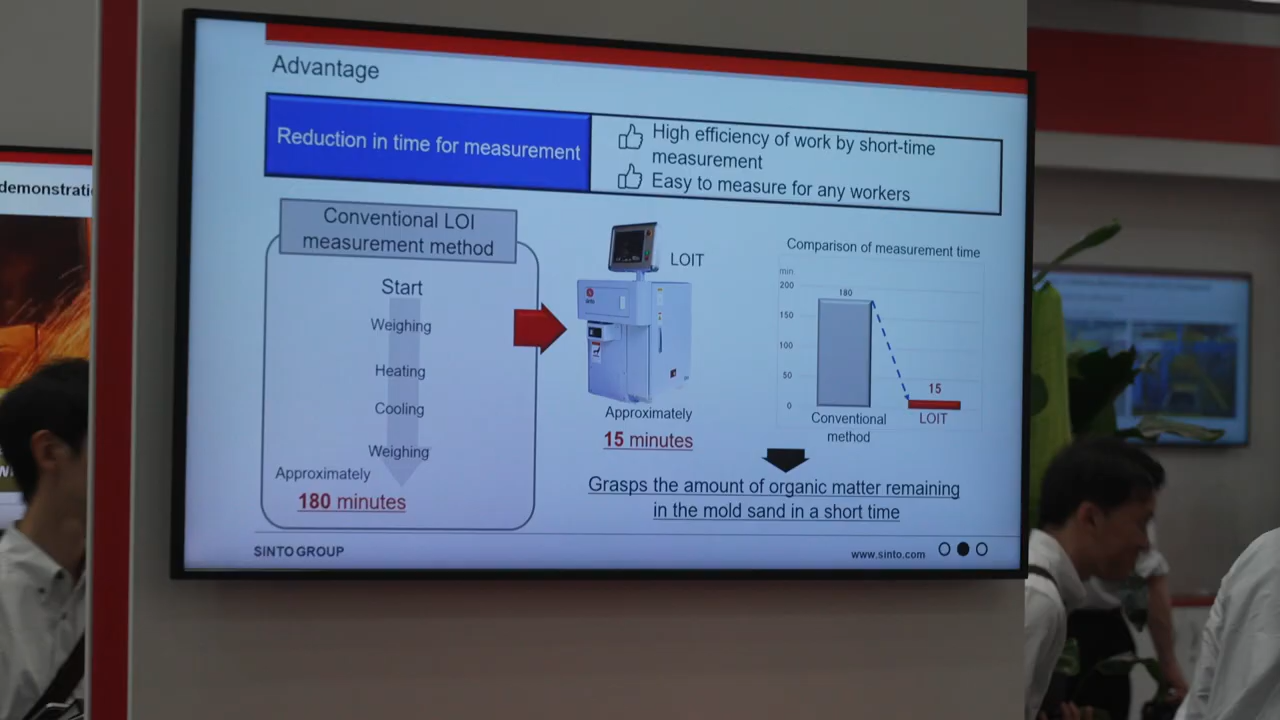 Advantage
Reduction in time for measurement
High efficiency of work by short-time
measurement
Easy to measure for any workers
Conventional LOI
measurement method
Start
Weighing
Heating
Cooling
Weighing
Approximately
180 minutes
LOIT
Approximately
15 minutes
Comparison of measurement time
min
200
150
100
50
0
180
15
Conventional
method
LOIT
Grasps the amount of organic matter remaining
in the mold sand in a short time
SINTO GROUP
www.sinto.com